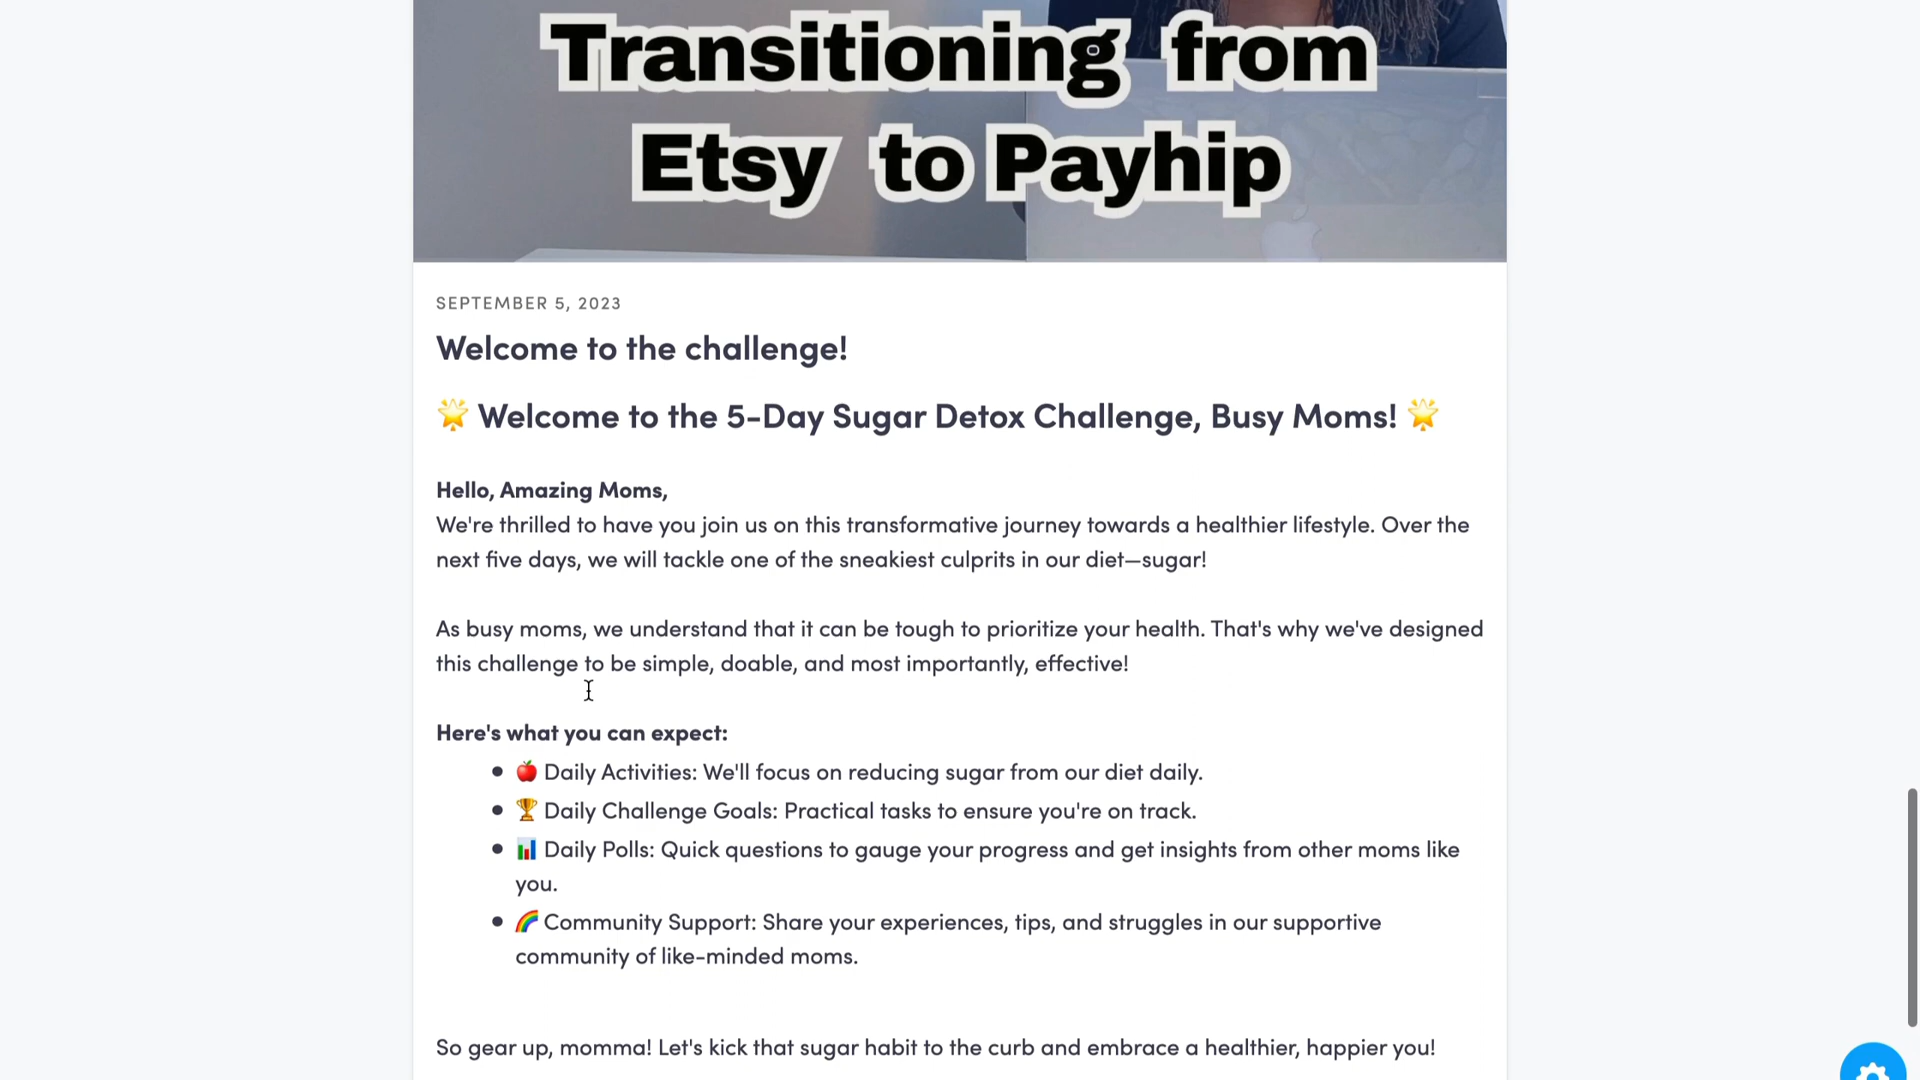 Transitioning from
Etsy to Payhip
SEPTEMBER 5, 2023
Welcome to the challenge!
🌟 Welcome to the 5-Day Sugar Detox Challenge, Busy Moms! 🌟
Hello, Amazing Moms,
We're thrilled to have you join us on this transformative journey towards a healthier lifestyle. Over the
next five days, we will tackle one of the sneakiest culprits in our diet—sugar!
As busy moms, we understand that it can be tough to prioritize your health. That's why we've designed
this challenge to be simple, doable, and most importantly, effective!
Here's what you can expect:
• 🍎 Daily Activities: We'll focus on reducing sugar from our diet daily.
• 🏆 Daily Challenge Goals: Practical tasks to ensure you're on track.
• 📊 Daily Polls: Quick questions to gauge your progress and get insights from other moms like
you.
• 🌈 Community Support: Share your experiences, tips, and struggles in our supportive
community of like-minded moms.
So gear up, momma! Let's kick that sugar habit to the curb and embrace a healthier, happier you!